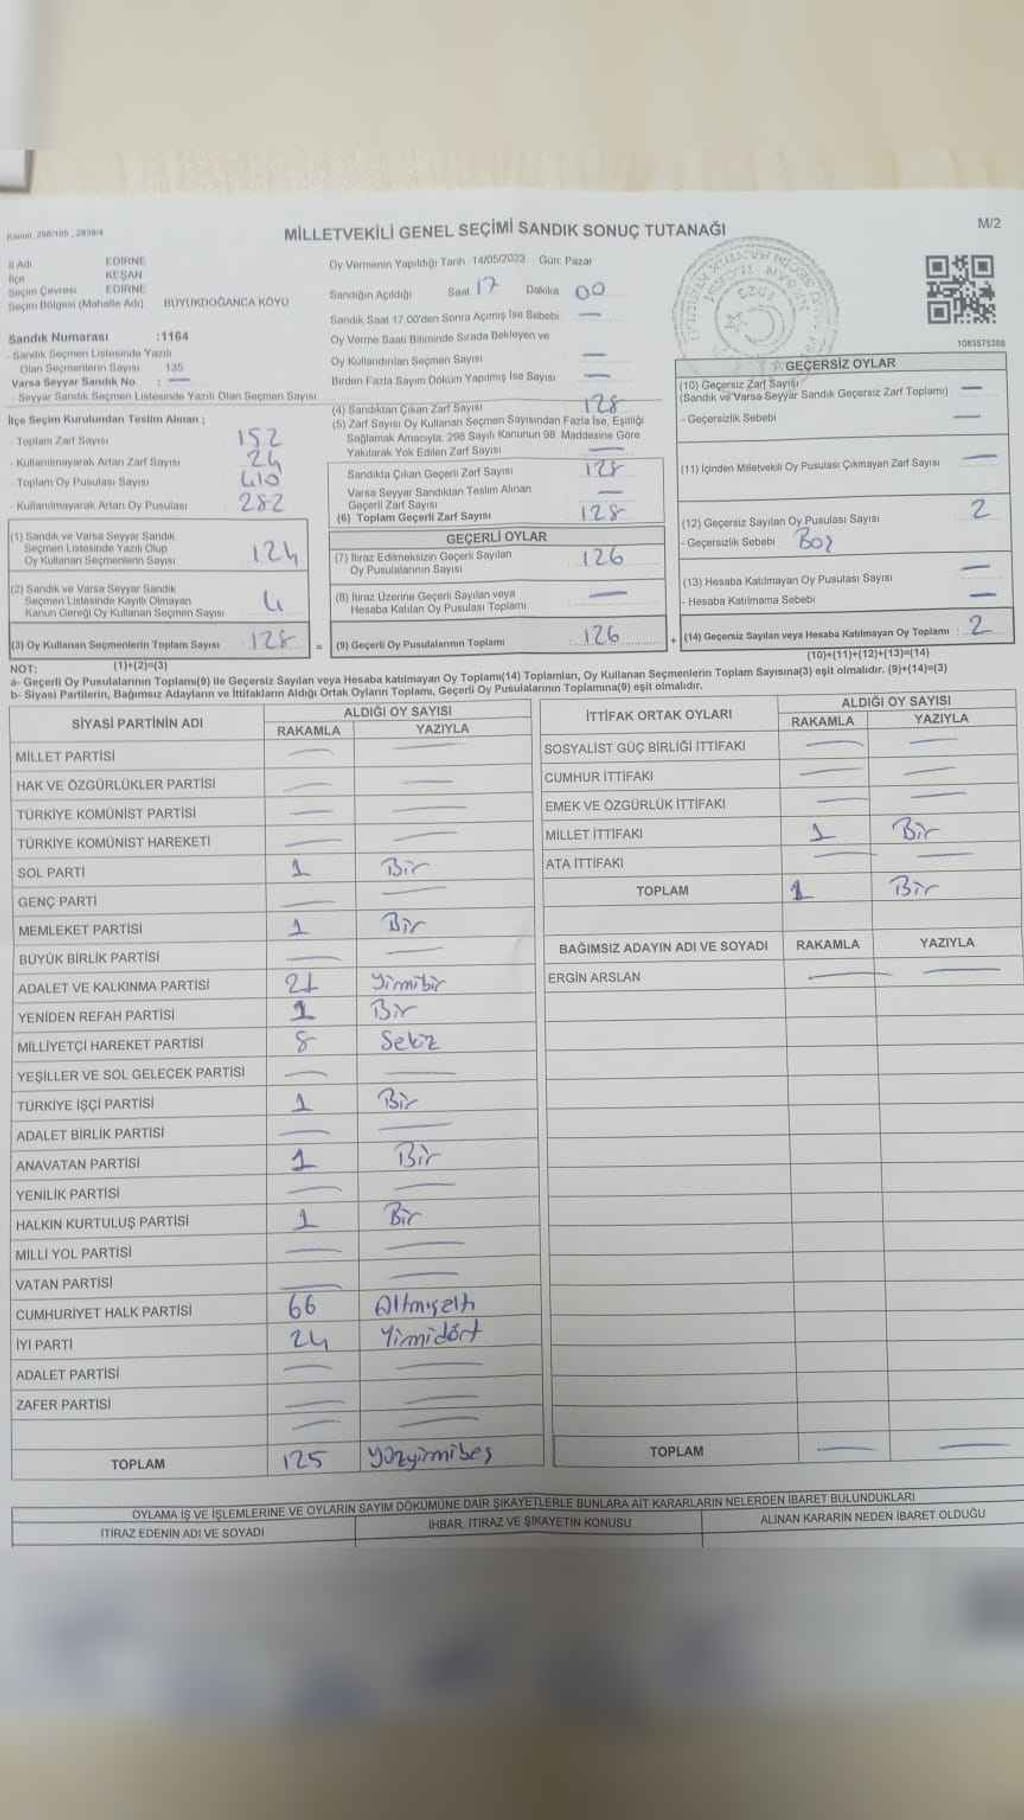 Kanun: 298/105 , 2839/4
MİLLETVEKİLİ GENEL SEÇİMİ SANDIK SONUÇ TUTANAĞI
M/2
İl Adı EDİRNE
İlçe KEŞAN
Seçim Çevresi EDİRNE
Seçim Bölgesi (Mahalle Adı) BÜYÜKDOĞANCA KÖYÜ
Sandık Numarası :1164
- Sandık Seçmen Listesinde Yazılı
Olan Seçmenlerin Sayısı 135
Varsa Seyyar Sandık No : —
- Seyyar Sandık Seçmen Listesinde Yazılı Olan Seçmen Sayısı
İlçe Seçim Kurulundan Teslim Alınan ;
- Toplam Zarf Sayısı 152
- Kullanılmayarak Artan Zarf Sayısı 24
- Toplam Oy Pusulası Sayısı 410
- Kullanılmayarak Artan Oy Pusulası 282
(1) Sandık ve Varsa Seyyar Sandık
Seçmen Listesinde Yazılı Olup
Oy Kullanan Seçmenlerin Sayısı 124
(2) Sandık ve Varsa Seyyar Sandık
Seçmen Listesinde Kayıtlı Olmayan
Kanun Gereği Oy Kullanan Seçmen Sayısı 4
(3) Oy Kullanan Seçmenlerin Toplam Sayısı 128 =
(1)+(2)=(3)
Oy Vermenin Yapıldığı Tarih 14/05/2023 Gün: Pazar
Sandığın Açıldığı Saat 17 Dakika 00
Sandık Saat 17.00'den Sonra Açılmış İse Sebebi —
Oy Verme Saati Bitiminde Sırada Bekleyen ve
Oy Kullandırılan Seçmen Sayısı —
Birden Fazla Sayım Döküm Yapılmış İse Sayısı —
(4) Sandıktan Çıkan Zarf Sayısı 128
(5) Zarf Sayısı Oy Kullanan Seçmen Sayısından Fazla İse, Eşitliği
Sağlamak Amacıyla, 298 Sayılı Kanunun 98. Maddesine Göre
Yakılarak Yok Edilen Zarf Sayısı —
Sandıkta Çıkan Geçerli Zarf Sayısı 128
Varsa Seyyar Sandıktan Teslim Alınan
Geçerli Zarf Sayısı —
(6) Toplam Geçerli Zarf Sayısı 128
GEÇERLİ OYLAR
(7) İtiraz Edilmeksizin Geçerli Sayılan
Oy Pusulalarının Sayısı 126
(8) İtiraz Üzerine Geçerli Sayılan veya
Hesaba Katılan Oy Pusulası Toplamı —
(9) Geçerli Oy Pusulalarının Toplamı 126 +
1083575388
GEÇERSİZ OYLAR
(10) Geçersiz Zarf Sayısı
(Sandık ve Varsa Seyyar Sandık Geçersiz Zarf Toplamı) —
- Geçersizlik Sebebi —
(11) İçinden Milletvekili Oy Pusulası Çıkmayan Zarf Sayısı —
(12) Geçersiz Sayılan Oy Pusulası Sayısı 2
- Geçersizlik Sebebi Boş
(13) Hesaba Katılmayan Oy Pusulası Sayısı —
- Hesaba Katılmama Sebebi —
(14) Geçersiz Sayılan veya Hesaba Katılmayan Oy Toplamı : 2
(10)+(11)+(12)+(13)=(14)
NOT:
a- Geçerli Oy Pusulalarının Toplamı(9) ile Geçersiz Sayılan veya Hesaba katılmayan Oy Toplamı(14) Toplamları, Oy Kullanan Seçmenlerin Toplam Sayısına(3) eşit olmalıdır. (9)+(14)=(3)
b- Siyasi Partilerin, Bağımsız Adayların ve İttifakların Aldığı Ortak Oyların Toplamı, Geçerli Oy Pusulalarının Toplamına(9) eşit olmalıdır.
SİYASİ PARTİNİN ADI ALDIĞI OY SAYISI
RAKAMLA YAZIYLA
MİLLET PARTİSİ — —
HAK VE ÖZGÜRLÜKLER PARTİSİ — —
TÜRKİYE KOMÜNİST PARTİSİ — —
TÜRKİYE KOMÜNİST HAREKETİ — —
SOL PARTİ 1 Bir
GENÇ PARTİ — —
MEMLEKET PARTİSİ 1 Bir
BÜYÜK BİRLİK PARTİSİ — —
ADALET VE KALKINMA PARTİSİ 21 Yirmibir
YENİDEN REFAH PARTİSİ 1 Bir
MİLLİYETÇİ HAREKET PARTİSİ 8 Sekiz
YEŞİLLER VE SOL GELECEK PARTİSİ — —
TÜRKİYE İŞÇİ PARTİSİ 1 Bir
ADALET BİRLİK PARTİSİ — —
ANAVATAN PARTİSİ 1 Bir
YENİLİK PARTİSİ — —
HALKIN KURTULUŞ PARTİSİ 1 Bir
MİLLİ YOL PARTİSİ — —
VATAN PARTİSİ — —
CUMHURİYET HALK PARTİSİ 66 Altmışaltı
İYİ PARTİ 24 Yirmidört
ADALET PARTİSİ — —
ZAFER PARTİSİ — —
— —
TOPLAM 125 Yüzyirmibeş
İTTİFAK ORTAK OYLARI ALDIĞI OY SAYISI
RAKAMLA YAZIYLA
SOSYALİST GÜÇ BİRLİĞİ İTTİFAKI — —
CUMHUR İTTİFAKI — —
EMEK VE ÖZGÜRLÜK İTTİFAKI — —
MİLLET İTTİFAKI 1 Bir
ATA İTTİFAKI — —
TOPLAM 1 Bir
BAĞIMSIZ ADAYIN ADI VE SOYADI RAKAMLA YAZIYLA
ERGİN ARSLAN — —
TOPLAM — —
OYLAMA İŞ VE İŞLEMLERİNE VE OYLARIN SAYIM DÖKÜMÜNE DAİR ŞİKAYETLERLE BUNLARA AİT KARARLARIN NELERDEN İBARET BULUNDUKLARI
İTİRAZ EDENİN ADI VE SOYADI İHBAR, İTİRAZ VE ŞİKAYETİN KONUSU ALINAN KARARIN NEDEN İBARET OLDUĞU